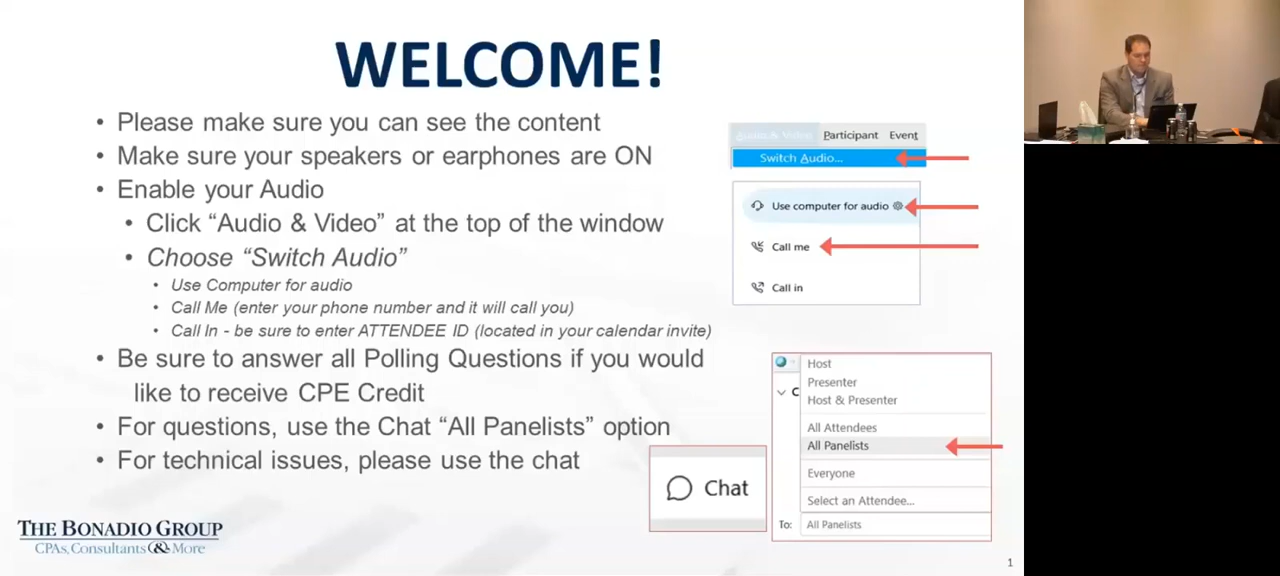 WELCOME!
• Please make sure you can see the content
• Make sure your speakers or earphones are ON
• Enable your Audio
• Click “Audio & Video” at the top of the window
• Choose “Switch Audio”
• Use Computer for audio
• Call Me (enter your phone number and it will call you)
• Call In - be sure to enter ATTENDEE ID (located in your calendar invite)
• Be sure to answer all Polling Questions if you would
like to receive CPE Credit
• For questions, use the Chat “All Panelists” option
• For technical issues, please use the chat
Audio & Video Participant Event
Switch Audio...
Use computer for audio
Call me
Call in
Host
Presenter
C
Host & Presenter
All Attendees
All Panelists
Everyone
Select an Attendee...
To: All Panelists
Chat
THE BONADIO GROUP
CPAs, Consultants & More
1